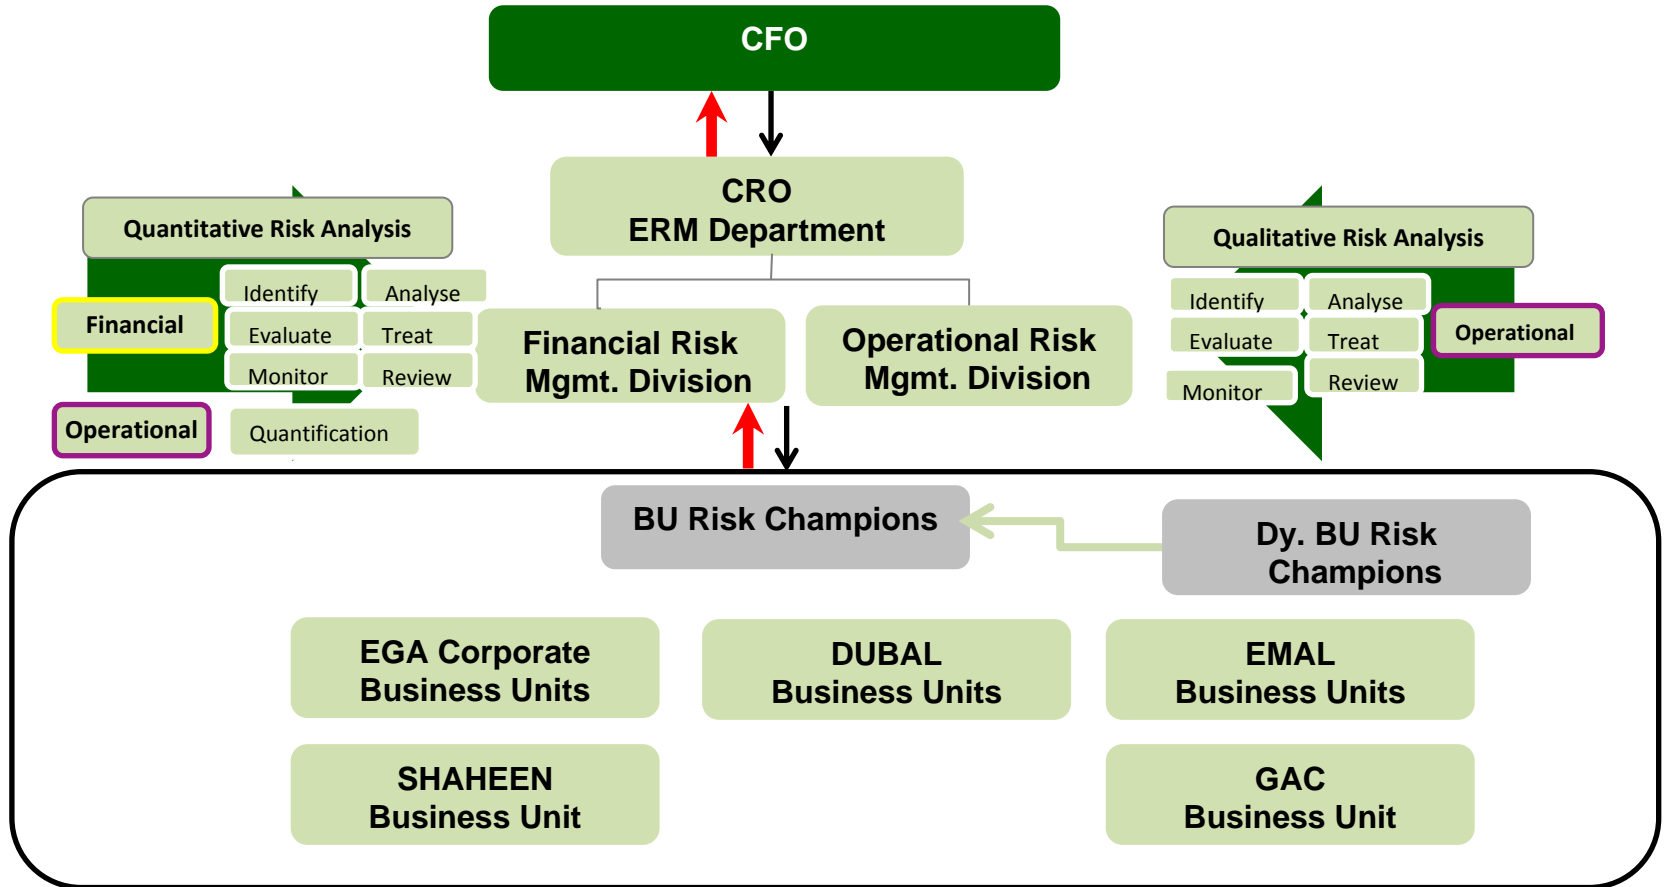 CFO
CRO
ERM Department
Quantitative Risk Analysis
Identify
Analyse
Financial
Evaluate
Treat
Monitor
Review
Operational
Quantification
Financial Risk
Mgmt. Division
Operational Risk
Mgmt. Division
Qualitative Risk Analysis
Identify
Analyse
Evaluate
Treat
Operational
Monitor
Review
BU Risk Champions
Dy. BU Risk
Champions
EGA Corporate
Business Units
DUBAL
Business Units
EMAL
Business Units
SHAHEEN
Business Unit
GAC
Business Unit